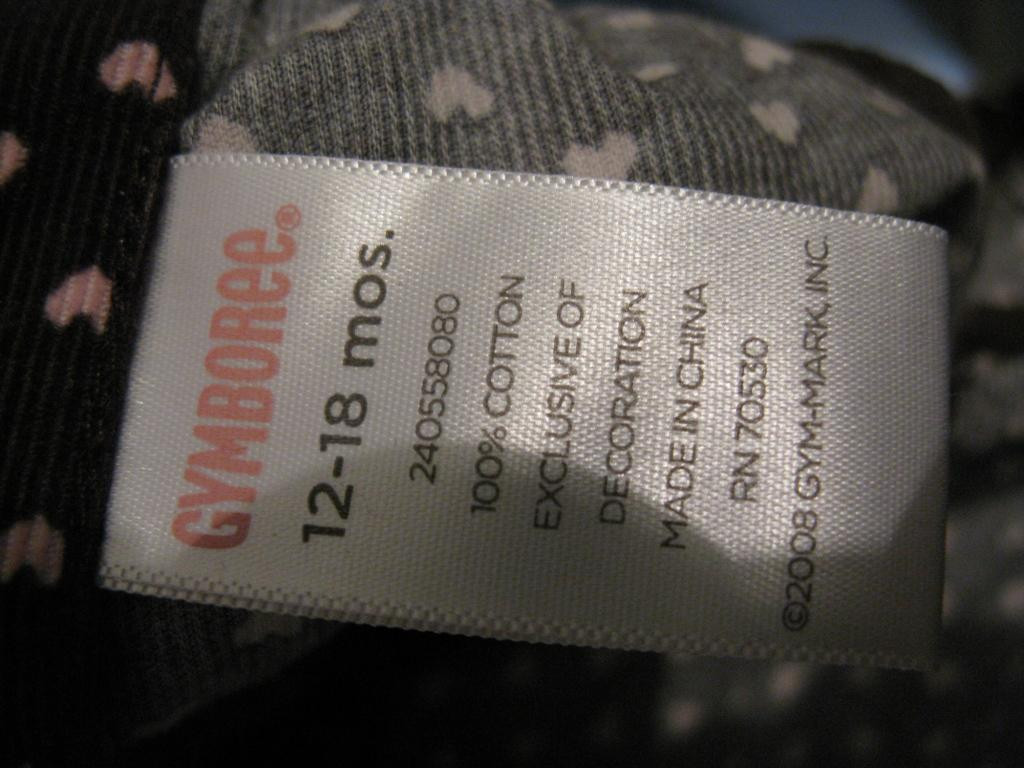 GYMBOREE®
12-18 mos.
240558080
100% COTTON
EXCLUSIVE OF
DECORATION
MADE IN CHINA
RN 70530
©2008 GYM-MARK, INC.